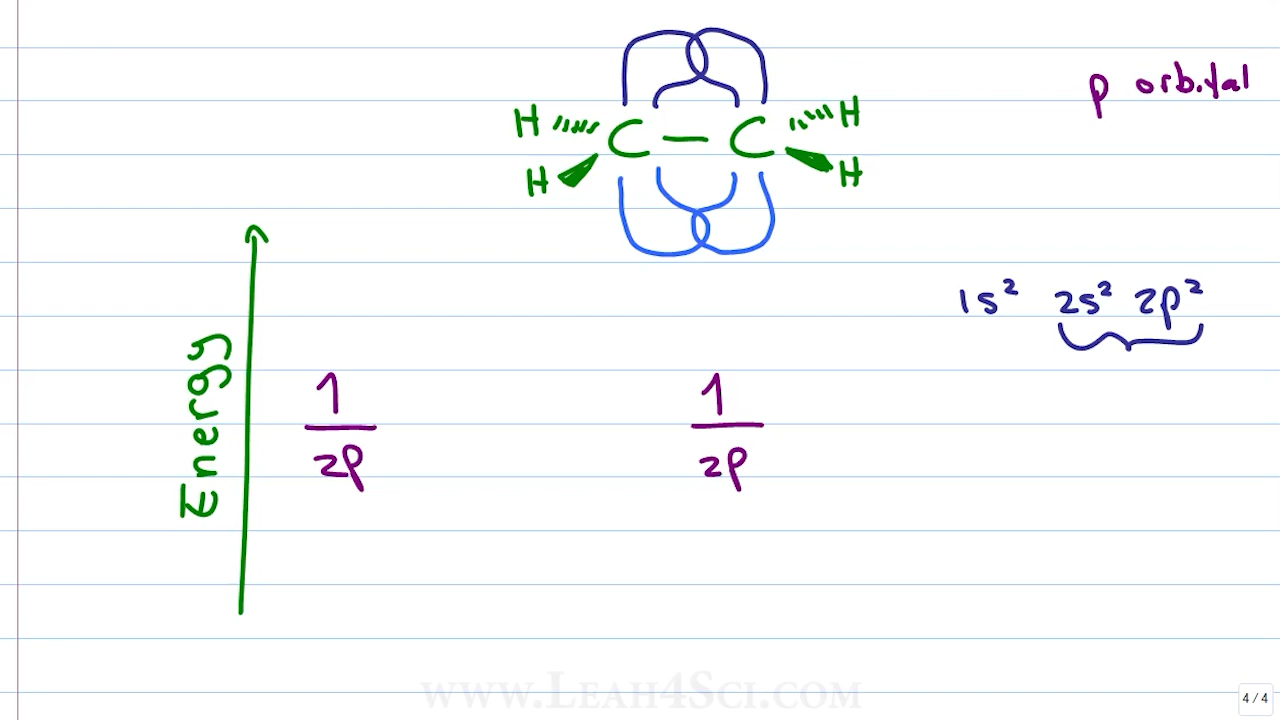 p orbital
H C — C H
H H
1s² 2s² 2p²
Energy
1 1
2p 2p
www.Leah4Sci.com
4 / 4